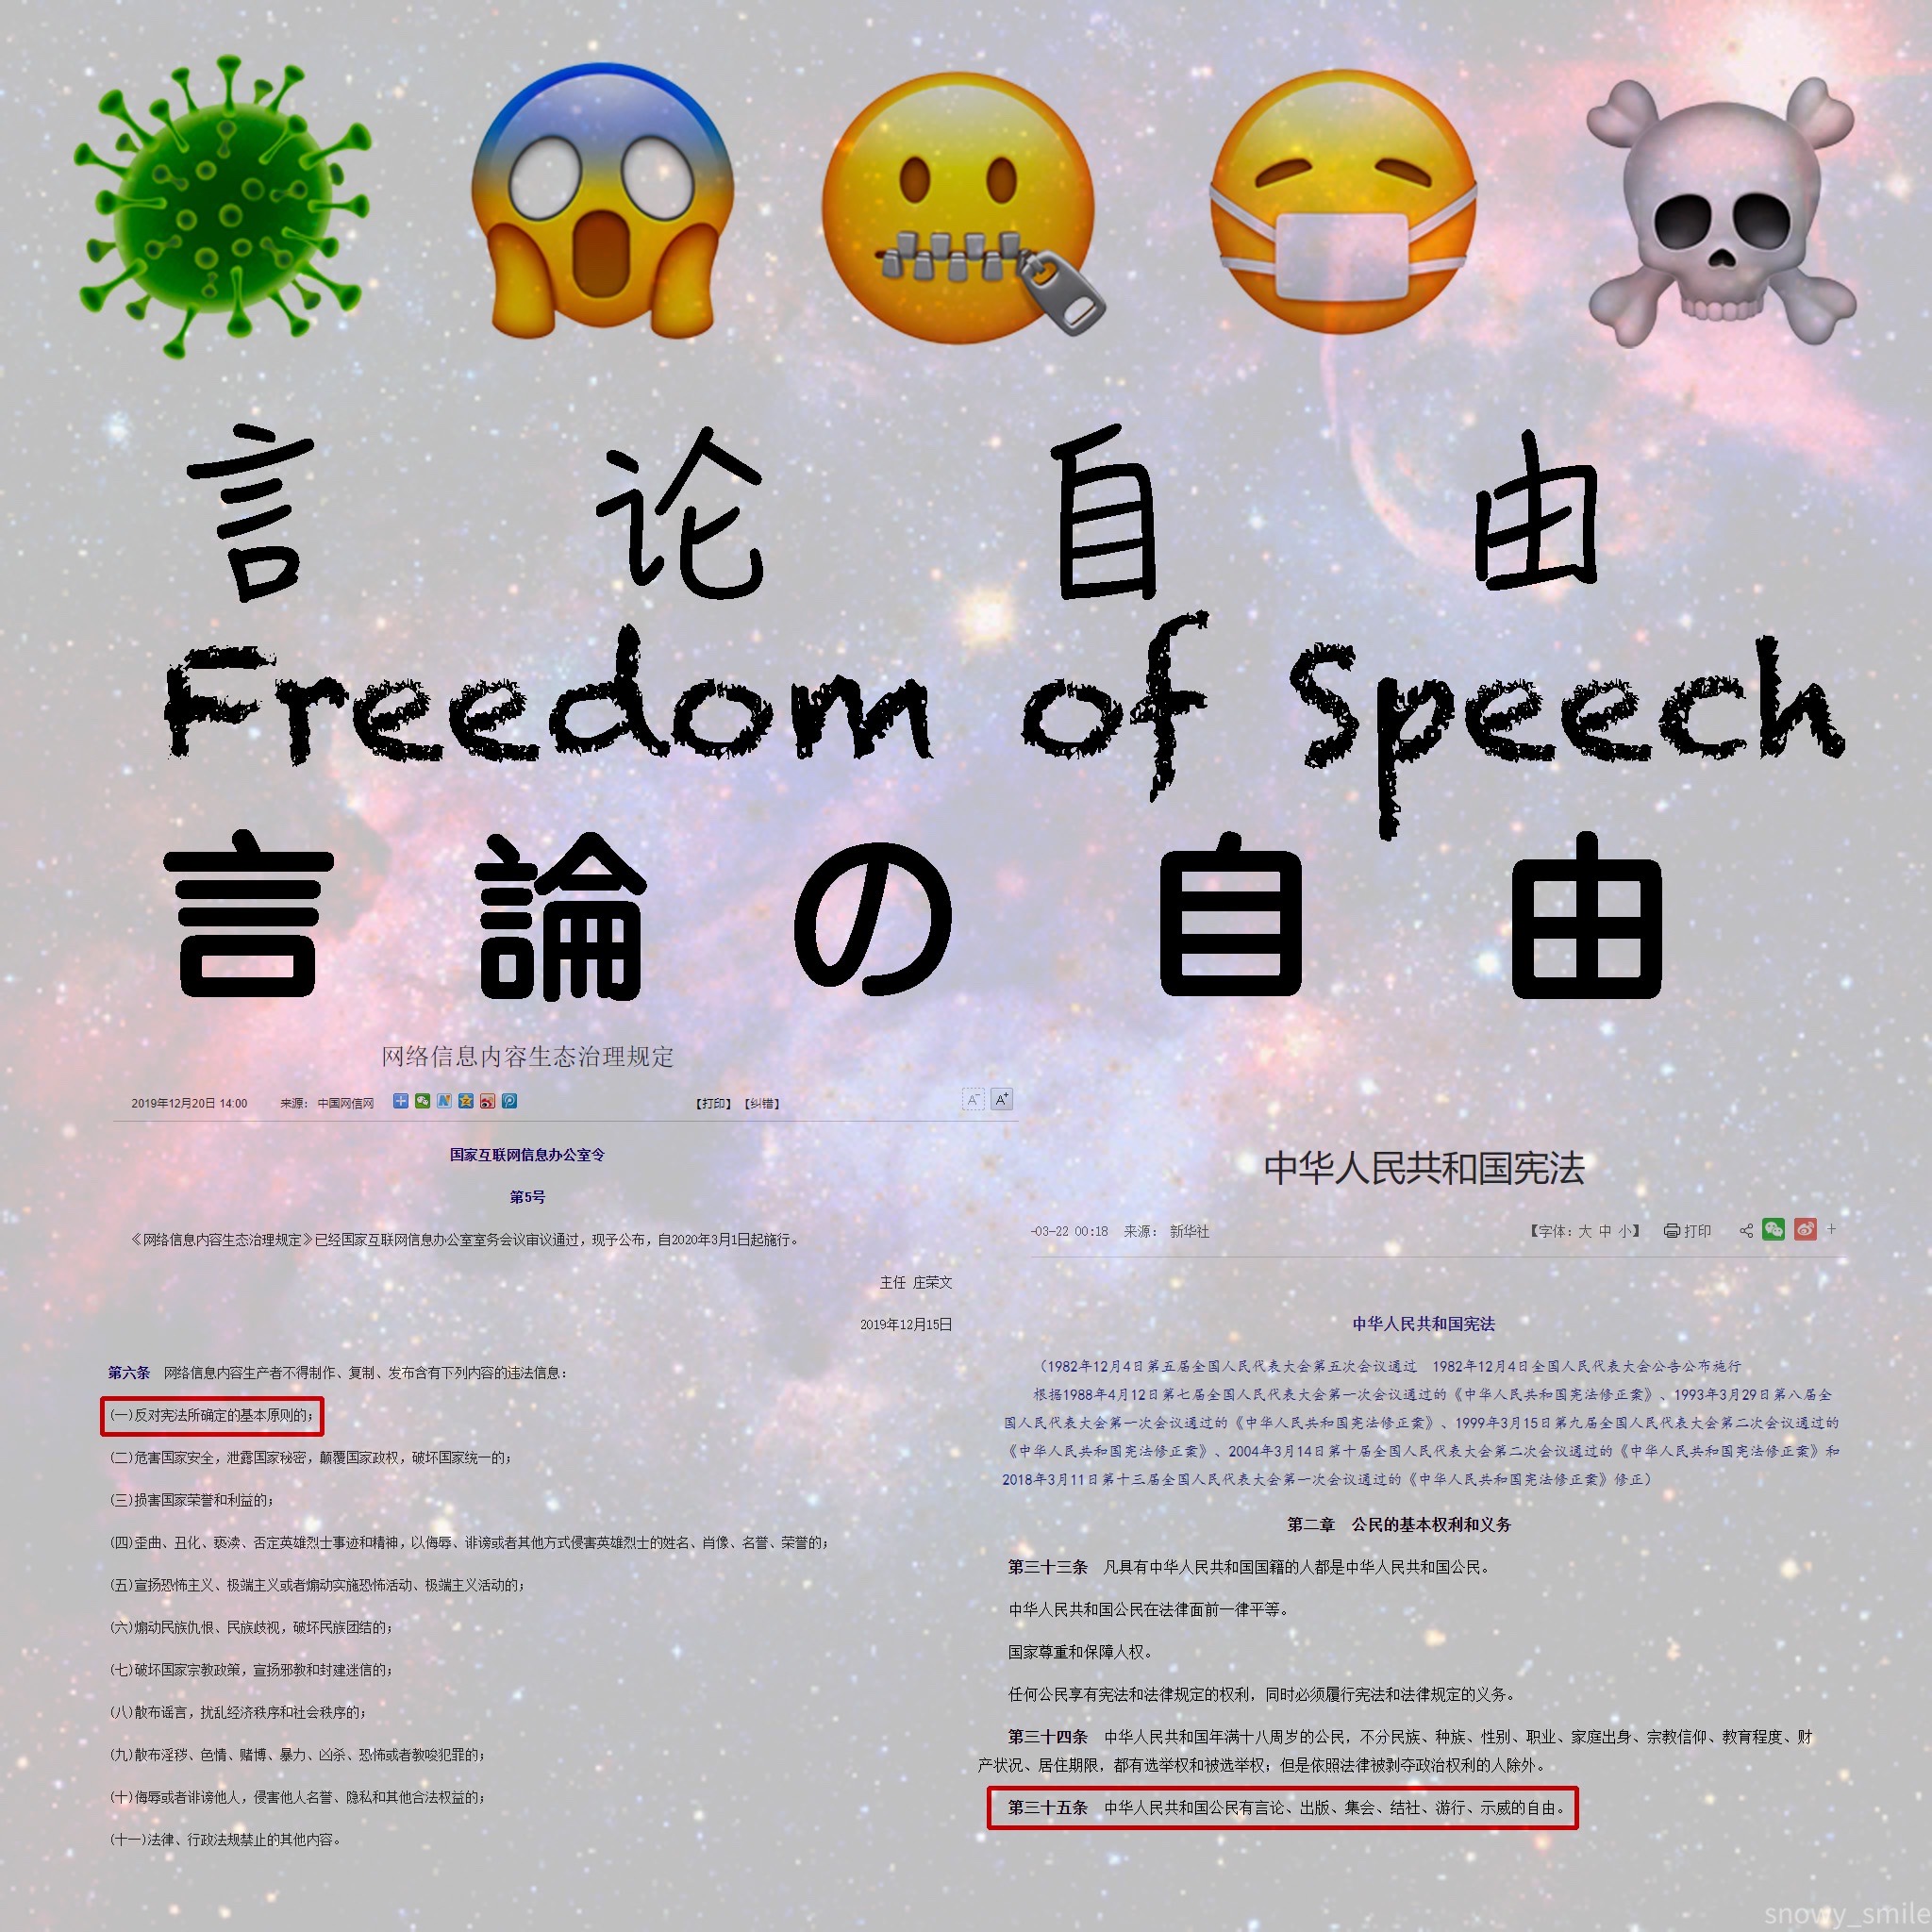 言论自由
Freedom of Speech
言論の自由
网络信息内容生态治理规定
2019年12月20日 14:00 来源： 中国网信网 【打印】【纠错】 A- A+
国家互联网信息办公室令
第5号
《网络信息内容生态治理规定》已经国家互联网信息办公室室务会议审议通过，现予公布，自2020年3月1日起施行。
主任 庄荣文
2019年12月15日
第六条 网络信息内容生产者不得制作、复制、发布含有下列内容的违法信息：
(一)反对宪法所确定的基本原则的；
(二)危害国家安全，泄露国家秘密，颠覆国家政权，破坏国家统一的；
(三)损害国家荣誉和利益的；
(四)歪曲、丑化、亵渎、否定英雄烈士事迹和精神，以侮辱、诽谤或者其他方式侵害英雄烈士的姓名、肖像、名誉、荣誉的；
(五)宣扬恐怖主义、极端主义或者煽动实施恐怖活动、极端主义活动的；
(六)煽动民族仇恨、民族歧视，破坏民族团结的；
(七)破坏国家宗教政策，宣扬邪教和封建迷信的；
(八)散布谣言，扰乱经济秩序和社会秩序的；
(九)散布淫秽、色情、赌博、暴力、凶杀、恐怖或者教唆犯罪的；
(十)侮辱或者诽谤他人，侵害他人名誉、隐私和其他合法权益的；
(十一)法律、行政法规禁止的其他内容。
中华人民共和国宪法
-03-22 00:18 来源： 新华社 【字体：大 中 小】 打印 +
中华人民共和国宪法
（1982年12月4日第五届全国人民代表大会第五次会议通过 1982年12月4日全国人民代表大会公告公布施行
根据1988年4月12日第七届全国人民代表大会第一次会议通过的《中华人民共和国宪法修正案》、1993年3月29日第八届全
国人民代表大会第一次会议通过的《中华人民共和国宪法修正案》、1999年3月15日第九届全国人民代表大会第二次会议通过的
《中华人民共和国宪法修正案》、2004年3月14日第十届全国人民代表大会第二次会议通过的《中华人民共和国宪法修正案》和
2018年3月11日第十三届全国人民代表大会第一次会议通过的《中华人民共和国宪法修正案》修正）
第二章 公民的基本权利和义务
第三十三条 凡具有中华人民共和国国籍的人都是中华人民共和国公民。
中华人民共和国公民在法律面前一律平等。
国家尊重和保障人权。
任何公民享有宪法和法律规定的权利，同时必须履行宪法和法律规定的义务。
第三十四条 中华人民共和国年满十八周岁的公民，不分民族、种族、性别、职业、家庭出身、宗教信仰、教育程度、财
产状况、居住期限，都有选举权和被选举权；但是依照法律被剥夺政治权利的人除外。
第三十五条 中华人民共和国公民有言论、出版、集会、结社、游行、示威的自由。
snowy_smile